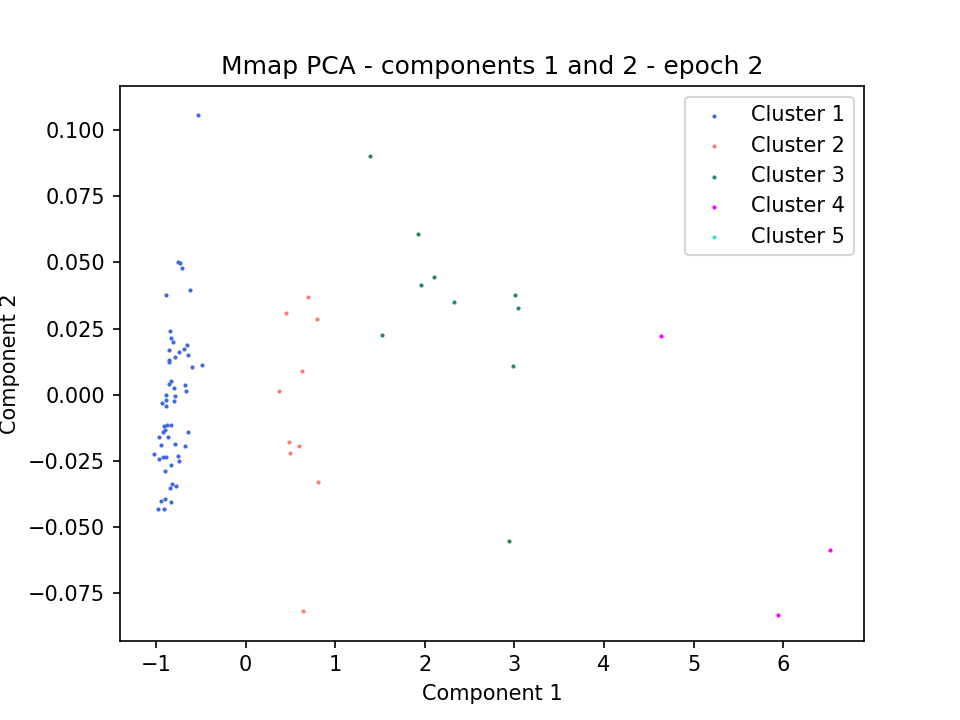 Mmap PCA - components 1 and 2 - epoch 2
Cluster 1
Cluster 2
Cluster 3
Cluster 4
Cluster 5
0.100
0.075
0.050
0.025
0.000
−0.025
−0.050
−0.075
Component 2
−1 0 1 2 3 4 5 6
Component 1